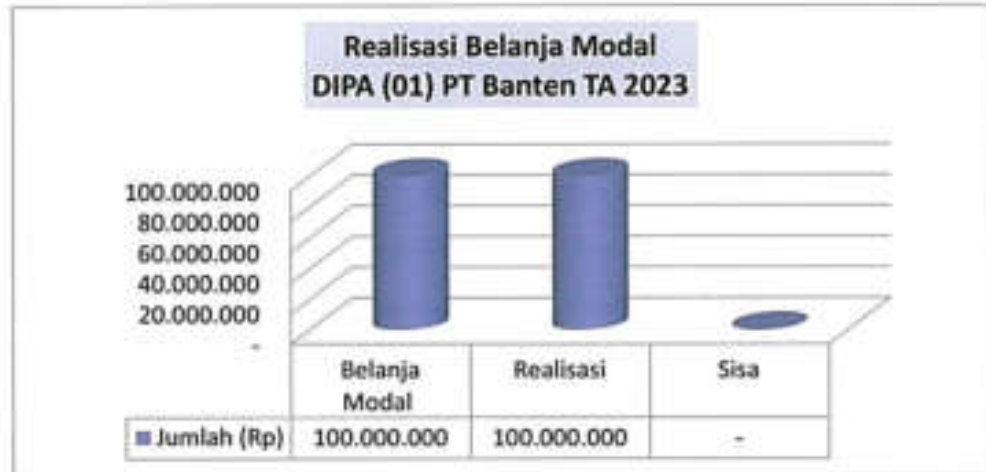 Realisasi Belanja Modal
DIPA (01) PT Banten TA 2023
100.000.000
80.000.000
60.000.000
40.000.000
20.000.000
-
Belanja Modal
Realisasi
Sisa
Jumlah (Rp) 100.000.000 100.000.000 -